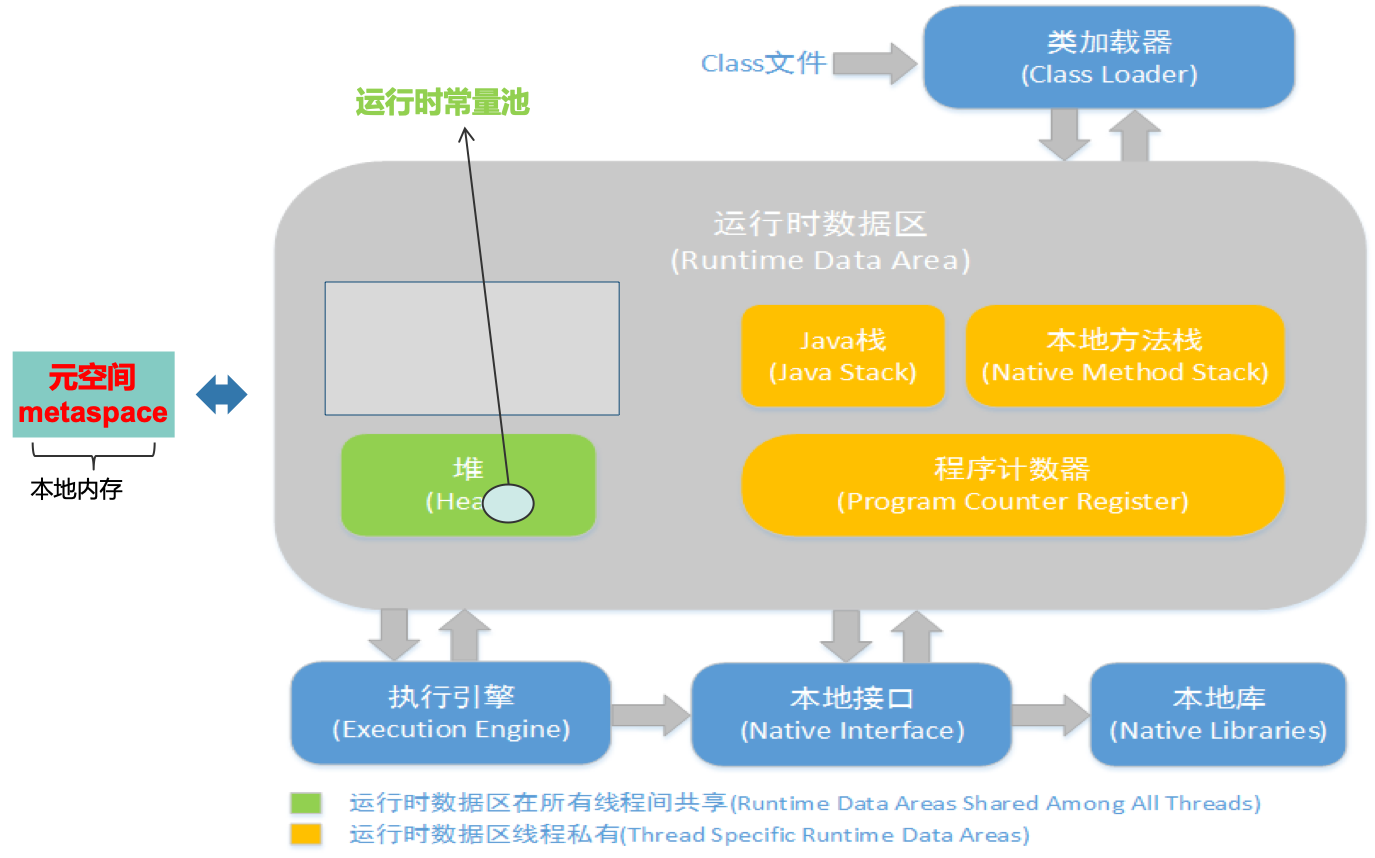 类加载器
(Class Loader)
Class文件
运行时常量池
运行时数据区
(Runtime Data Area)
Java栈
(Java Stack)
本地方法栈
(Native Method Stack)
元空间
metaspace
本地内存
堆
(Hea
程序计数器
(Program Counter Register)
执行引擎
(Execution Engine)
本地接口
(Native Interface)
本地库
(Native Libraries)
运行时数据区在所有线程间共享(Runtime Data Areas Shared Among All Threads)
运行时数据区线程私有(Thread Specific Runtime Data Areas)